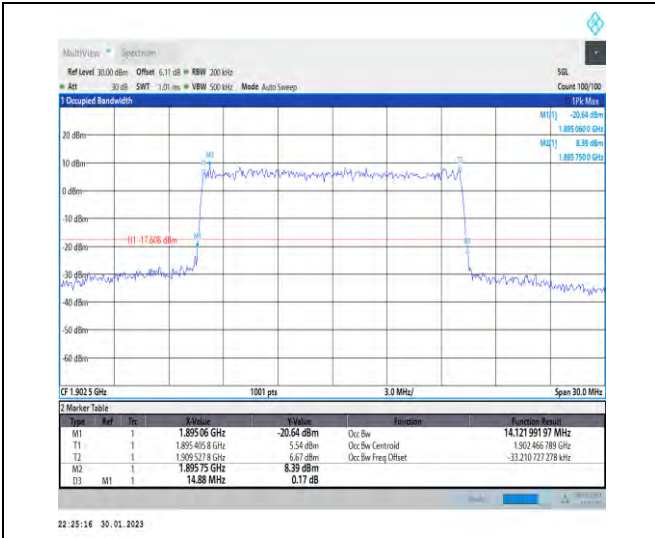 MultiView Spectrum
Ref Level 30.00 dBm Offset 6.11 dB RBW 200 kHz SGL
Att 30 dB SWT 1.01 ms VBW 500 kHz Mode Auto Sweep Count 100/100
1 Occupied Bandwidth 1Pk Max
M1[1] -20.64 dBm
1.895 060 0 GHz
20 dBm M2[1] 8.39 dBm
1.895 750 0 GHz
M2
T1 T2
10 dBm
0 dBm
-10 dBm
H1 -17.608 dBm M1 D3
-20 dBm
-30 dBm
-40 dBm
-50 dBm
-60 dBm
CF 1.902 5 GHz 1001 pts 3.0 MHz/ Span 30.0 MHz
2 Marker Table
Type Ref Trc X-Value Y-Value Function Function Result
M1 1 1.895 06 GHz -20.64 dBm Occ Bw 14.121 991 97 MHz
T1 1 1.895 405 8 GHz 5.54 dBm Occ Bw Centroid 1.902 466 789 GHz
T2 1 1.909 527 8 GHz 6.67 dBm Occ Bw Freq Offset -33.210 727 278 kHz
M2 1 1.895 75 GHz 8.39 dBm
D3 M1 1 14.88 MHz 0.17 dB
22:25:16 30.01.2023